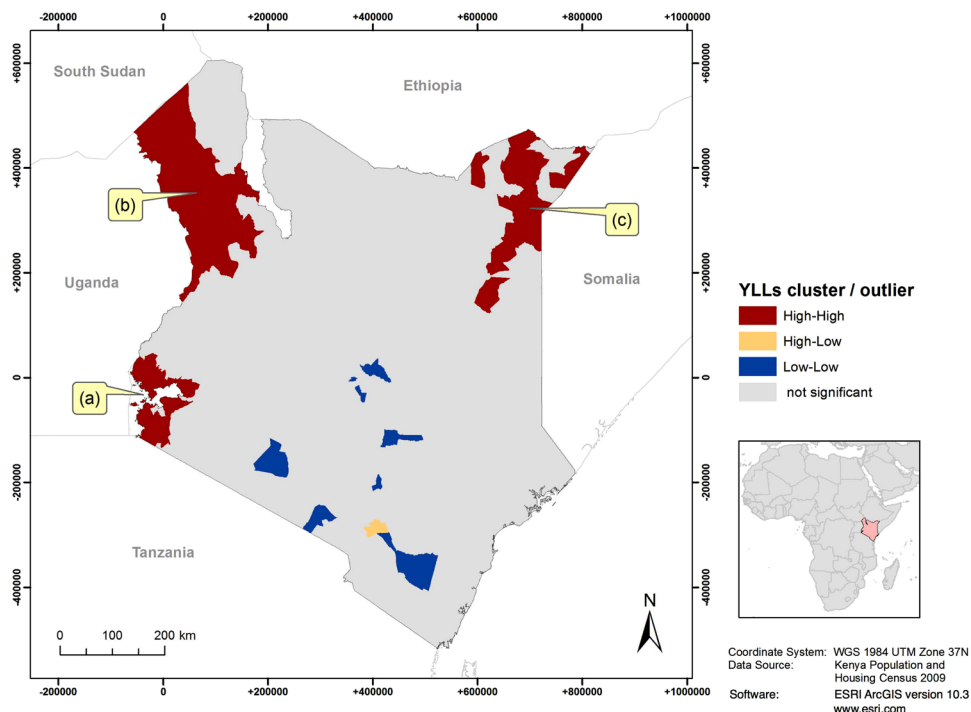 -200000 0 +200000 +400000 +600000 +800000 +1000000
South Sudan
Ethiopia
Uganda
Somalia
Tanzania
(b)
(c)
(a)
+600000
+400000
+200000
0
-200000
-400000
+600000
+400000
+200000
0
-200000
-400000
0 100 200 km
N
-200000 0 +200000 +400000 +600000 +800000 +1000000
YLLs cluster / outlier
High-High
High-Low
Low-Low
not significant
Coordinate System: WGS 1984 UTM Zone 37N
Data Source: Kenya Population and
Housing Census 2009
Software: ESRI ArcGIS version 10.3
www.esri.com